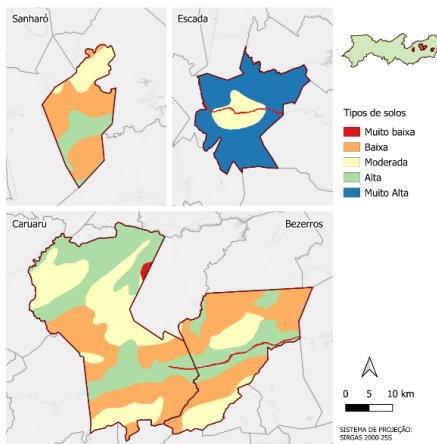 Sanharó
Escada
Tipos de solos
Muito baixa
Baixa
Moderada
Alta
Muito Alta
Caruaru
Bezerros
0 5 10 km
SISTEMA DE PROJEÇÃO:
SIRGAS 2000 25S